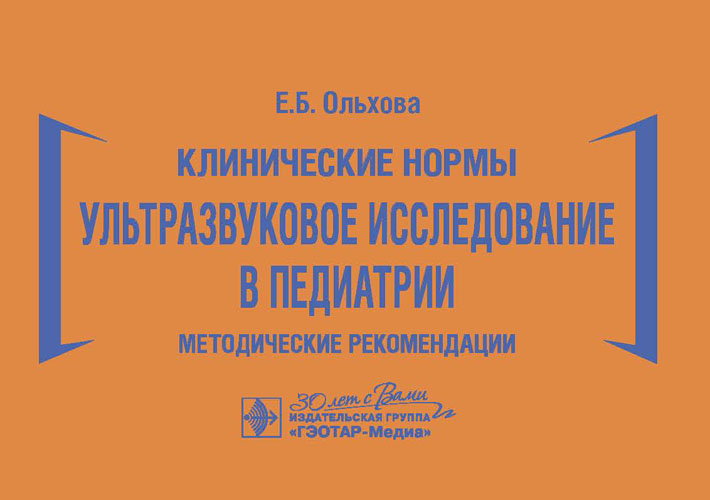 Е.Б. Ольхова
КЛИНИЧЕСКИЕ НОРМЫ
УЛЬТРАЗВУКОВОЕ ИССЛЕДОВАНИЕ
В ПЕДИАТРИИ
МЕТОДИЧЕСКИЕ РЕКОМЕНДАЦИИ
30 лет с Вами
ИЗДАТЕЛЬСКАЯ ГРУППА
«ГЭОТАР-Медиа»